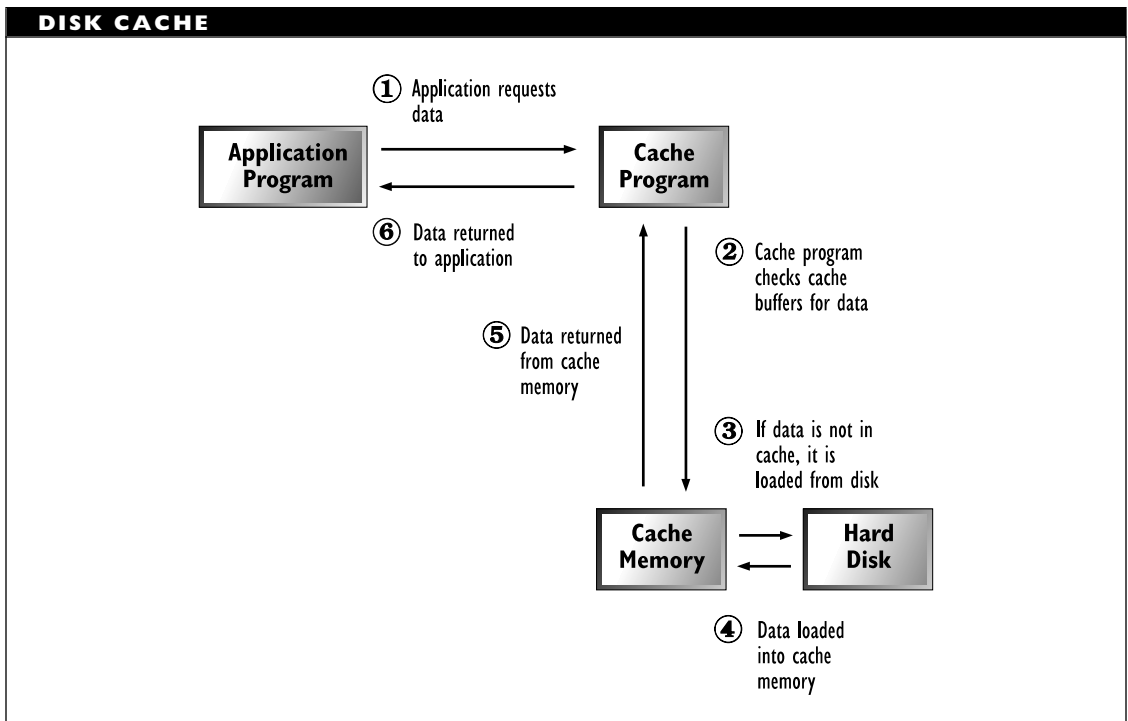 DISK CACHE
① Application requests
data
Application
Program
Cache
Program
⑥ Data returned
to application
② Cache program
checks cache
buffers for data
⑤ Data returned
from cache
memory
③ If data is not in
cache, it is
loaded from disk
Cache
Memory
Hard
Disk
④ Data loaded
into cache
memory